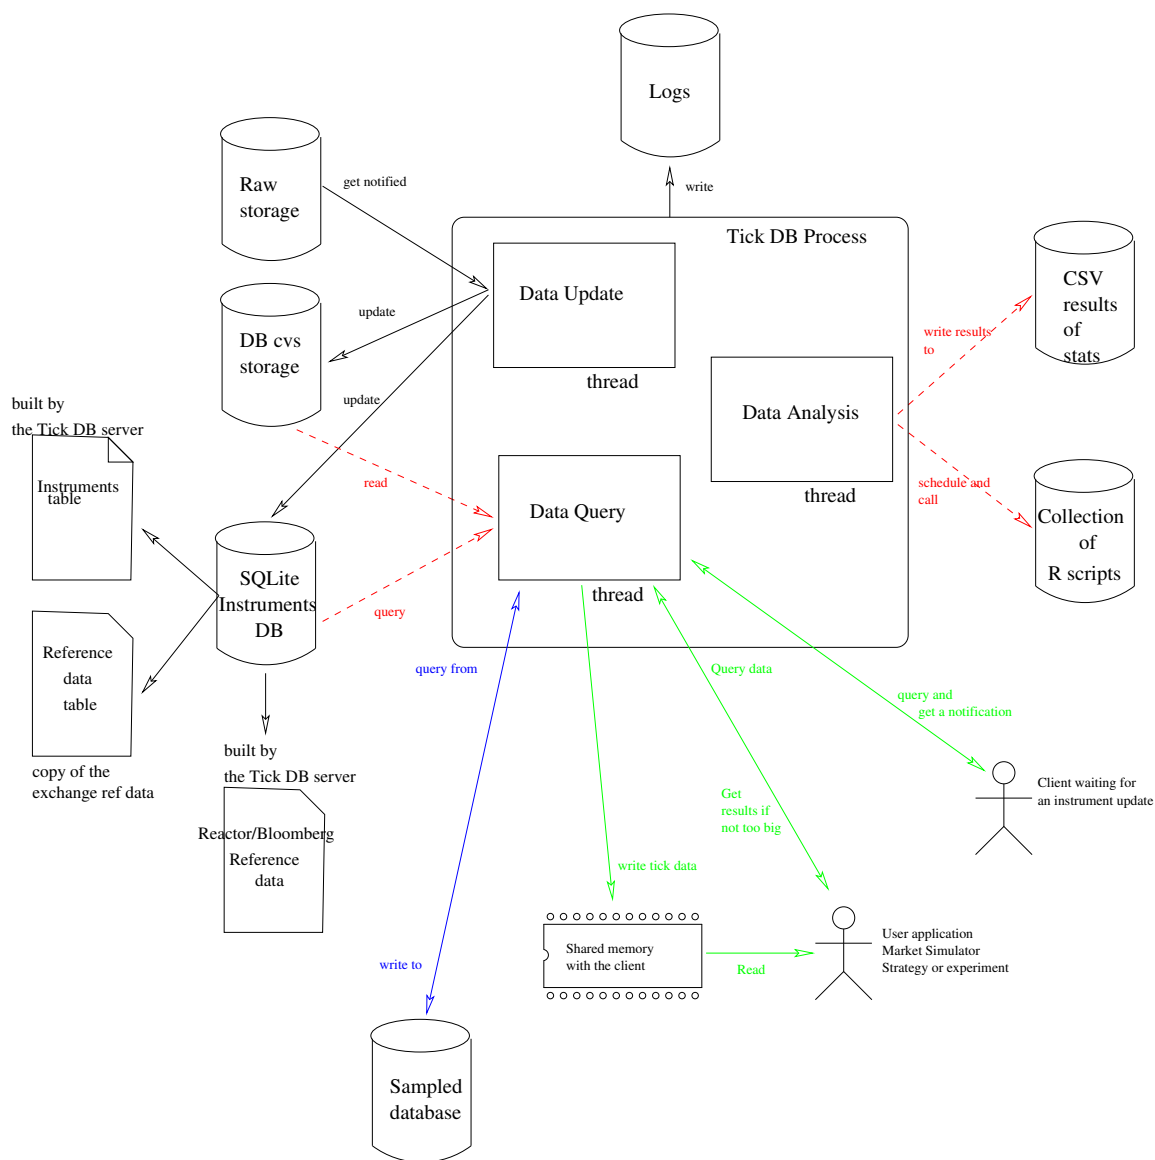 Logs
write
Raw
storage
get notified
Tick DB Process
Data Update
thread
DB cvs
storage
update
update
CSV
results
of
stats
write results
to
Data Analysis
thread
schedule and
call
Collection
of
R scripts
built by
the Tick DB server
Instruments
table
read
Data Query
thread
SQLite
Instruments
DB
query
Reference
data
table
copy of the
exchange ref data
built by
the Tick DB server
Reactor/Bloomberg
Reference
data
query from
Query data
query and
get a notification
Client waiting for
an instrument update
Get
results if
not too big
write tick data
Shared memory
with the client
Read
User application
Market Simulator
Strategy or experiment
write to
Sampled
database